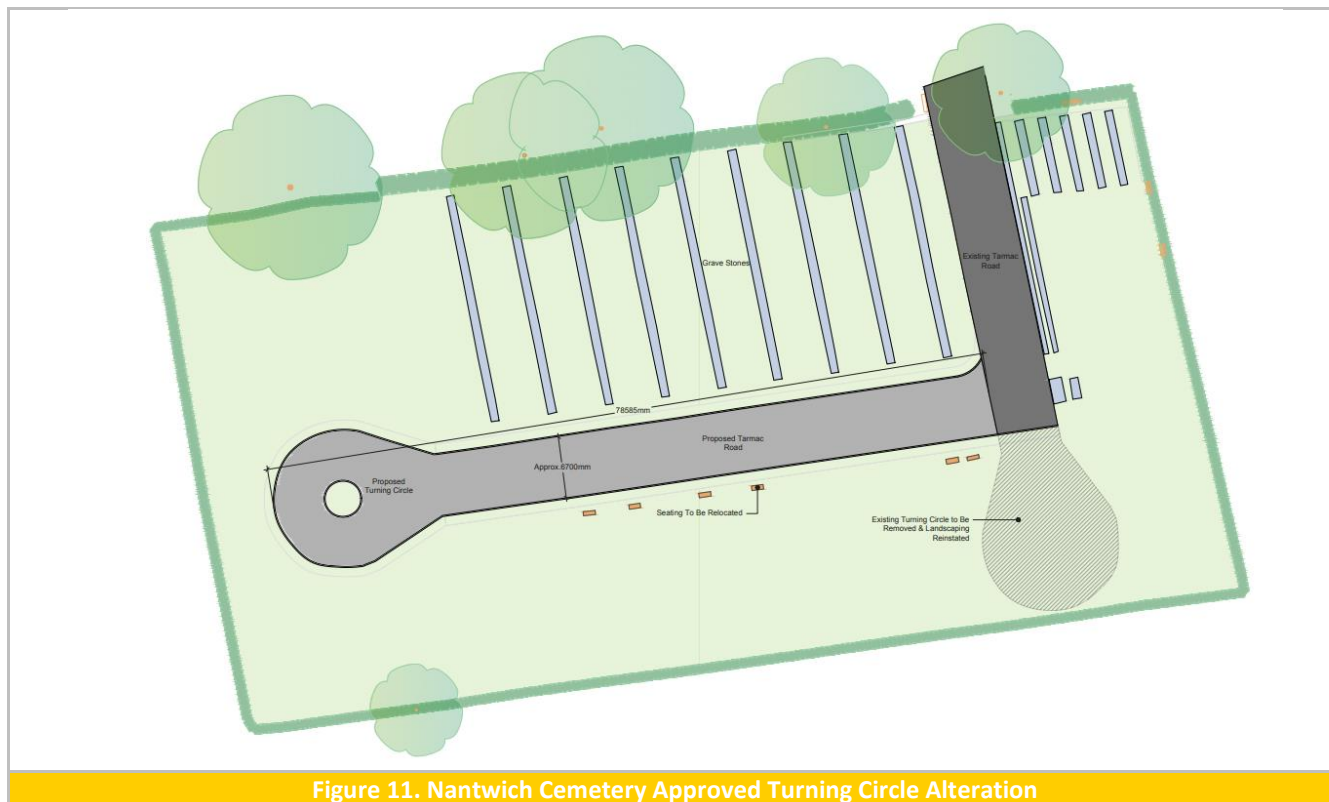 Grave Stones
Existing Tarmac
Road
78585mm
Proposed Tarmac
Road
Approx.6700mm
Proposed
Turning Circle
Seating To Be Relocated
Existing Turning Circle to Be
Removed & Landscaping
Reinstated
Figure 11. Nantwich Cemetery Approved Turning Circle Alteration